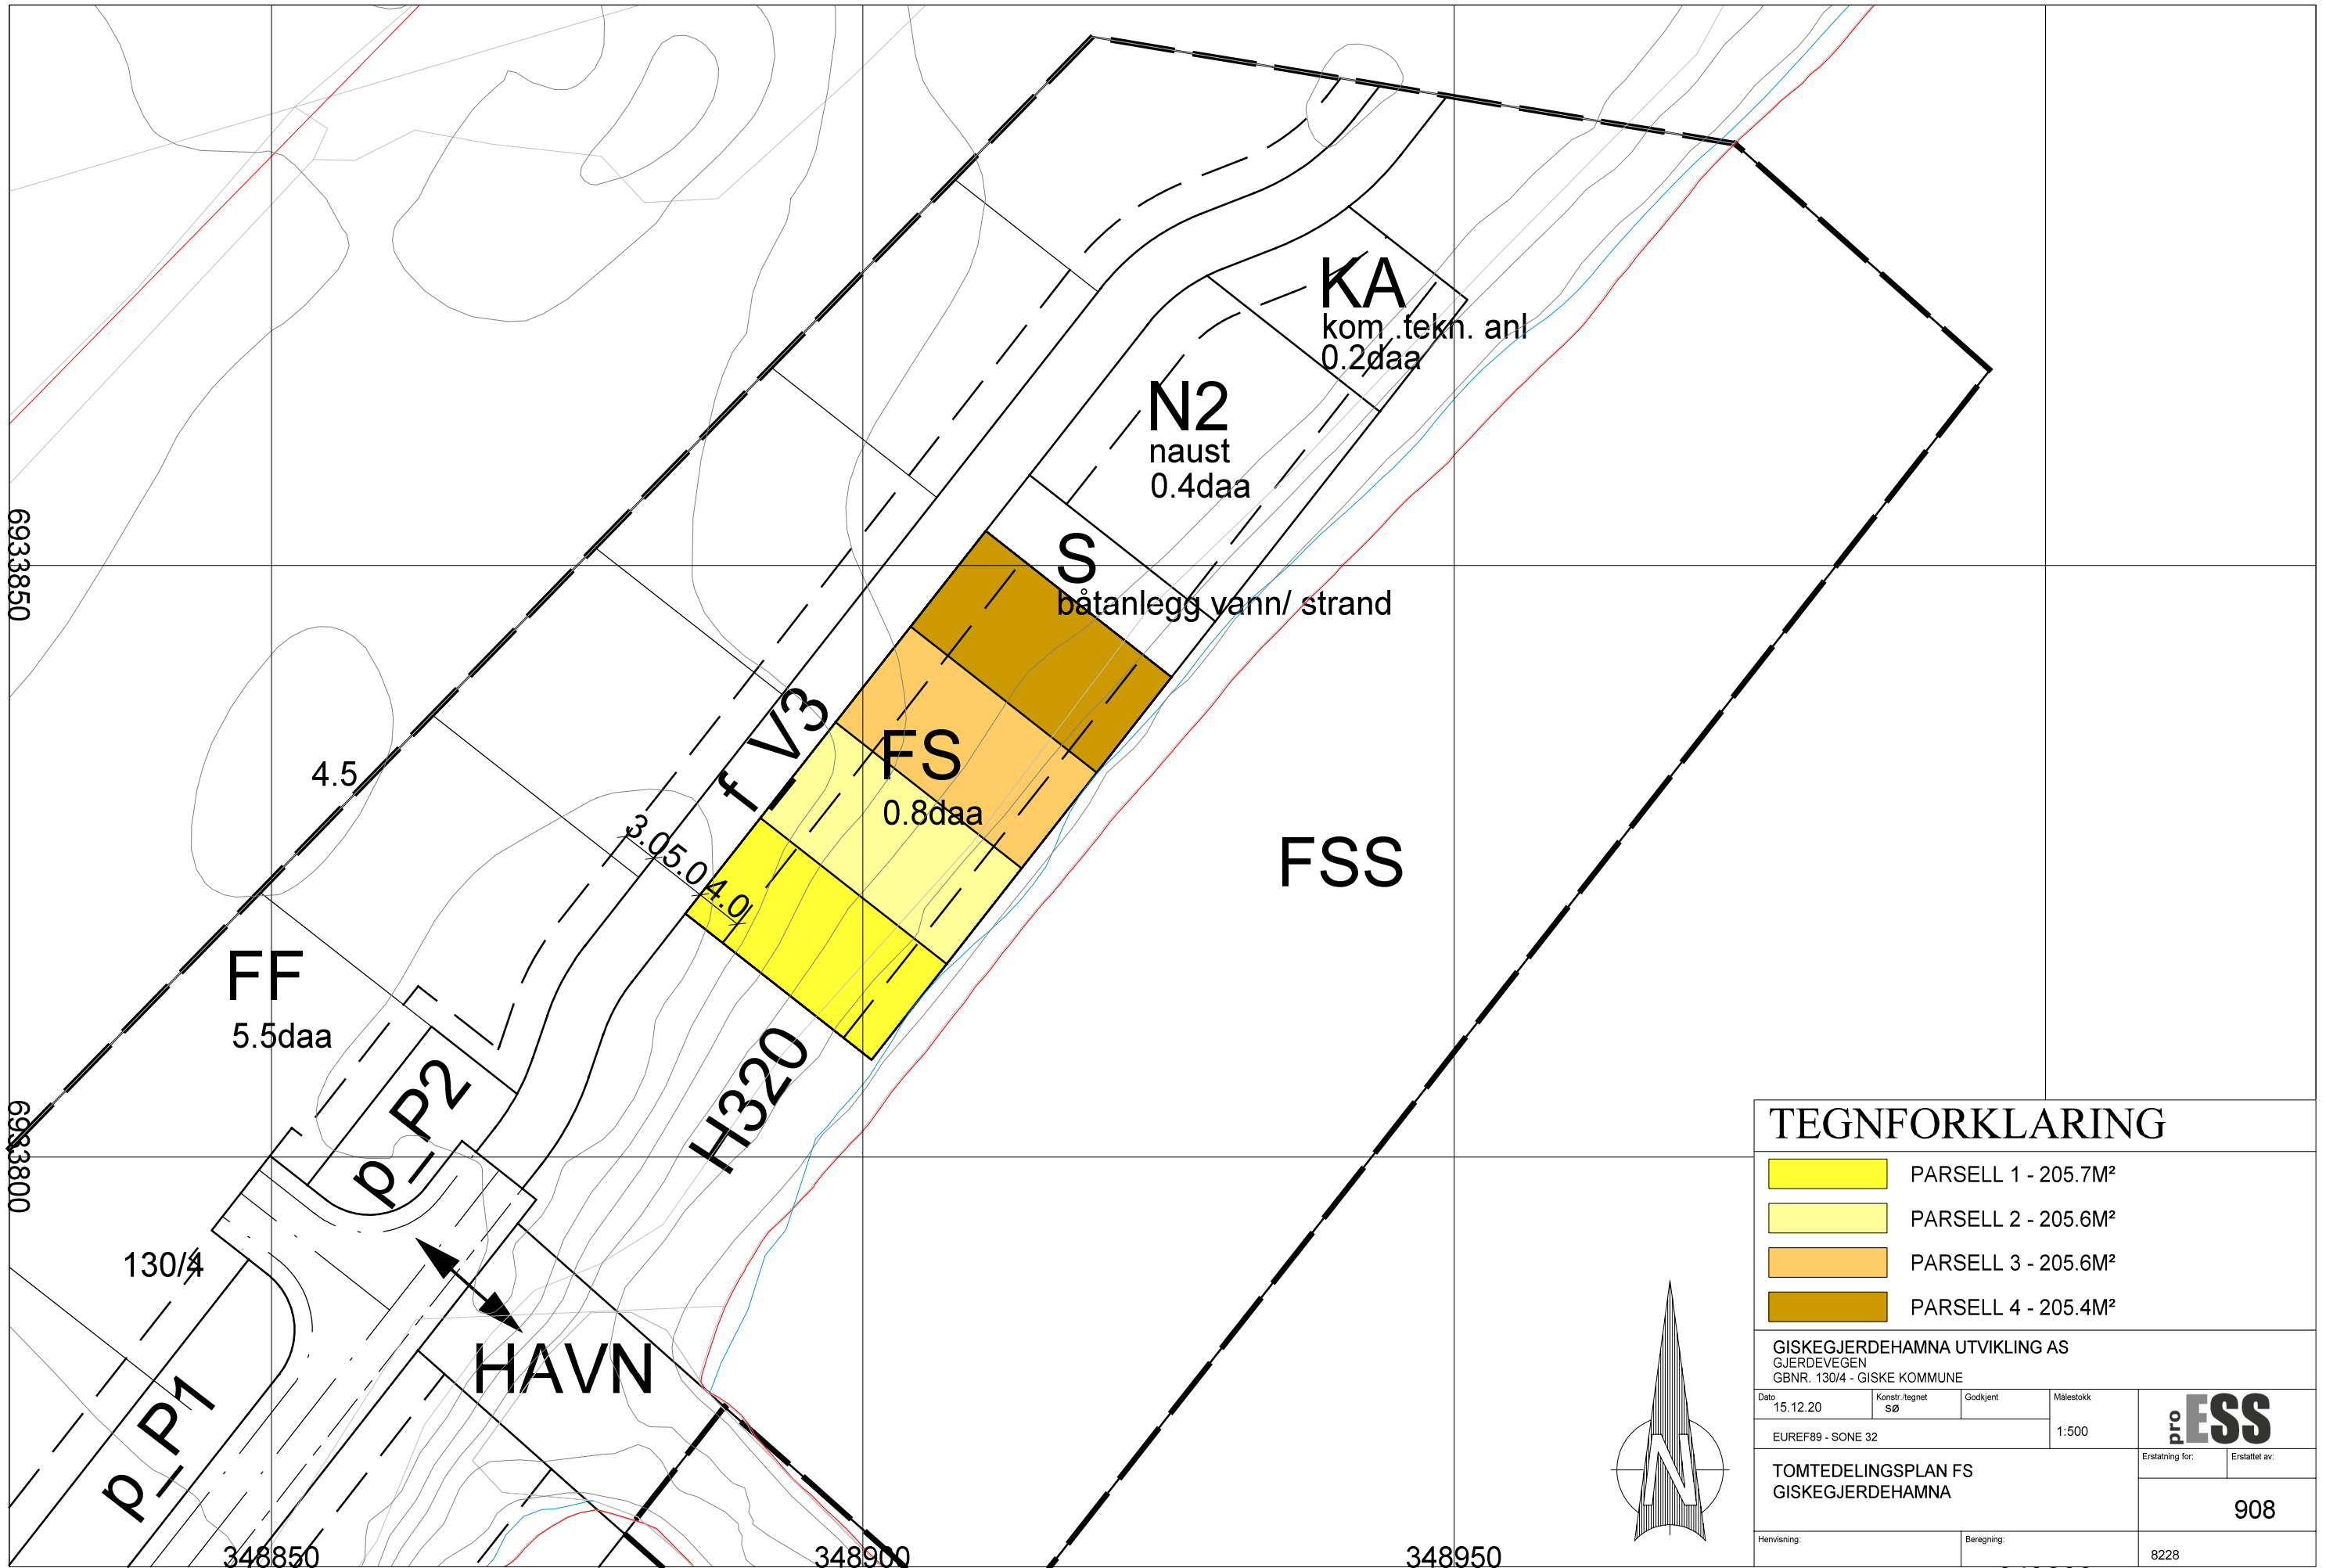 KA
kom .tekn. anl
0.2daa
N2
naust
0.4daa
S
båtanlegg vann/ strand
6933850
f_V3
FS
0.8daa
4.5
3.0
5.0
4.0
FSS
FF
5.5daa
p_P2
H320
6933800
130/4
HAVN
p_P1
348850
348900
348950
N
TEGNFORKLARING
PARSELL 1 - 205.7M²
PARSELL 2 - 205.6M²
PARSELL 3 - 205.6M²
PARSELL 4 - 205.4M²
GISKEGJERDEHAMNA UTVIKLING AS
GJERDEVEGEN
GBNR. 130/4 - GISKE KOMMUNE
Dato
15.12.20
Konstr./tegnet
SØ
Godkjent
Målestokk
1:500
pro ESS
EUREF89 - SONE 32
Erstatning for:
Erstattet av:
TOMTEDELINGSPLAN FS
GISKEGJERDEHAMNA
908
Henvisning:
Beregning:
8228